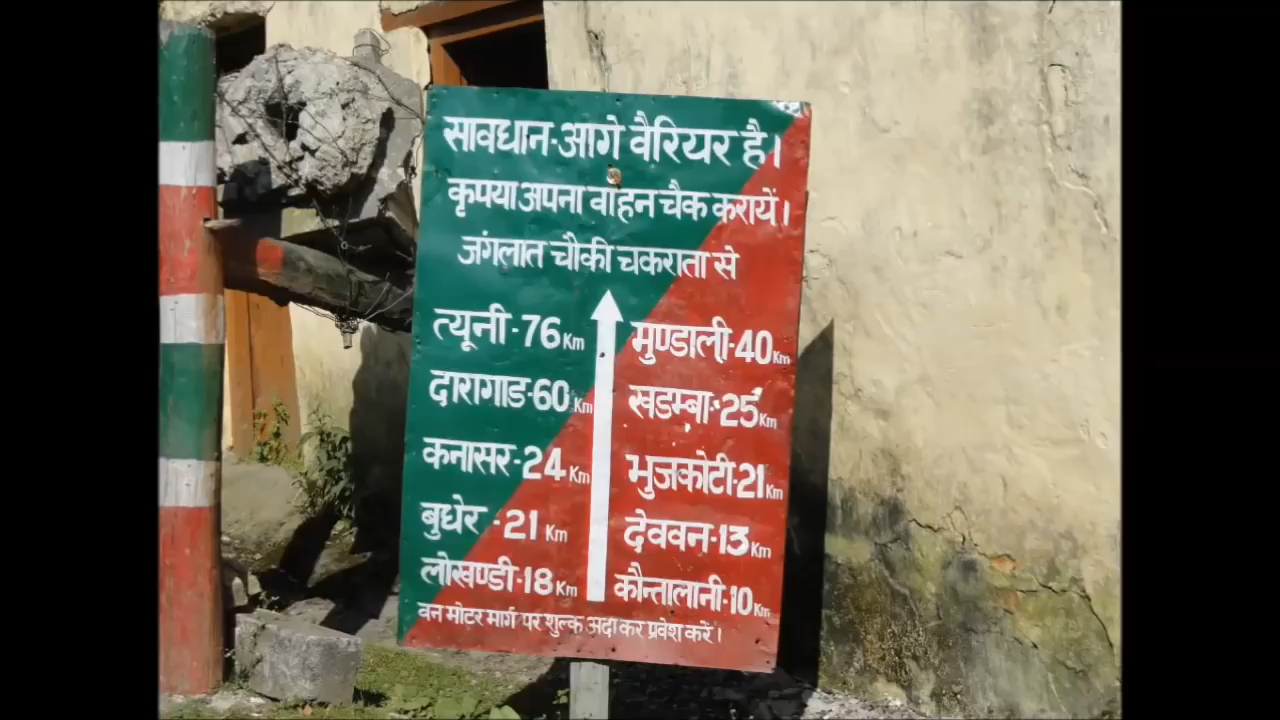 सावधान-आगे वैरियर है।
कृपया अपना वाहन चैक करायें।
जंगलात चौकी चकराता से
त्यूनी-76 Km
मुण्डाली-40 Km
दारागाड-60 Km
खडम्बा-25 Km
कनासर-24 Km
भुजकोटी-21 Km
बुधेर-21 Km
देववन-13 Km
लोखण्डी-18 Km
कौन्तालानी-10 Km
वन मोटर मार्ग पर शुल्क अदा कर प्रवेश करें।